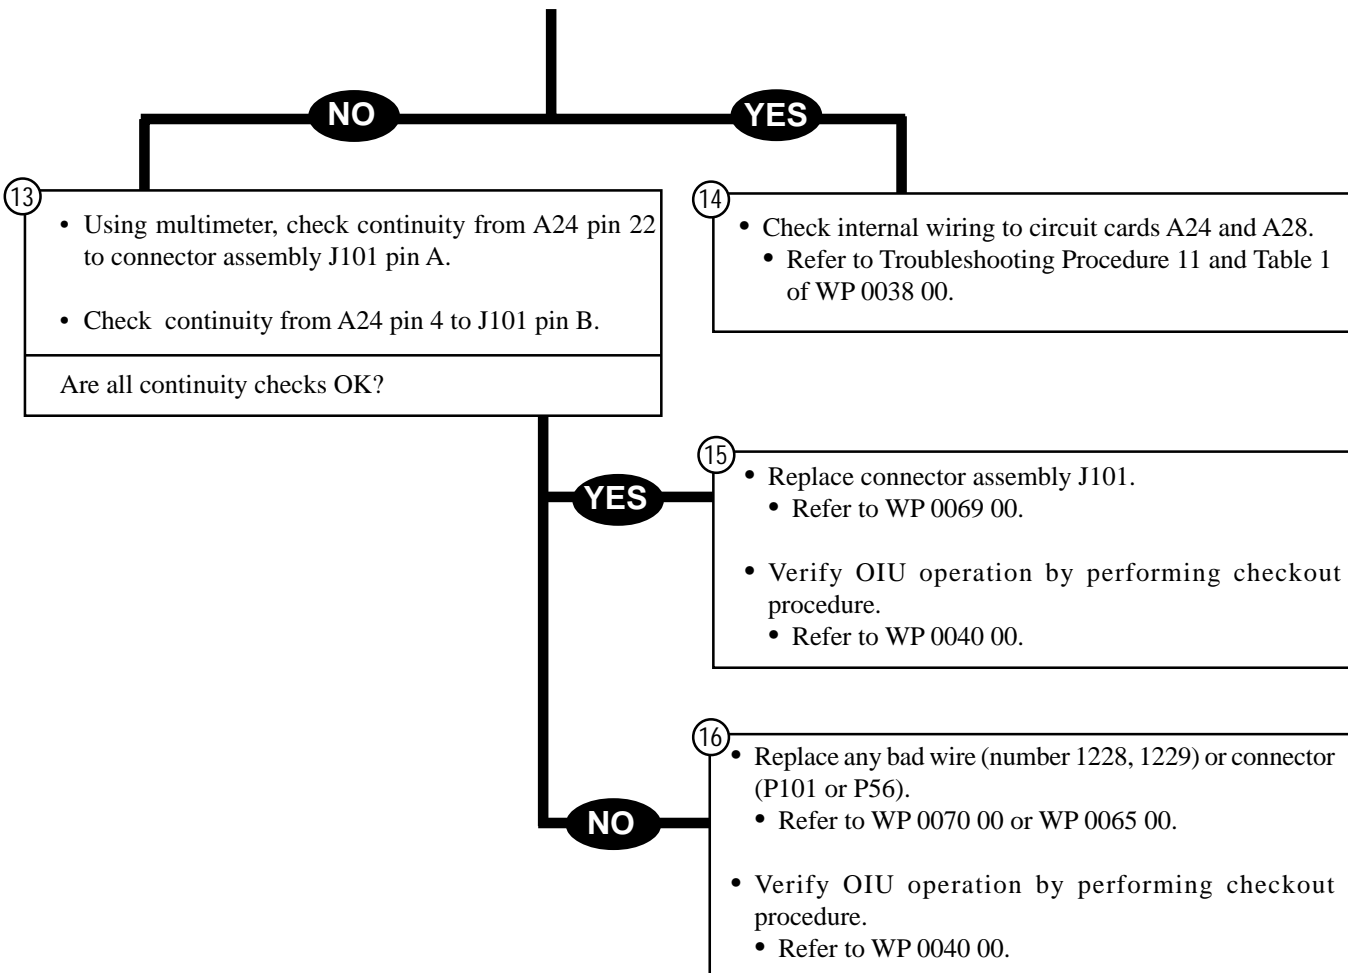 NO
YES
13
• Using multimeter, check continuity from A24 pin 22
to connector assembly J101 pin A.
• Check continuity from A24 pin 4 to J101 pin B.
Are all continuity checks OK?
14
• Check internal wiring to circuit cards A24 and A28.
• Refer to Troubleshooting Procedure 11 and Table 1
of WP 0038 00.
YES
15
• Replace connector assembly J101.
• Refer to WP 0069 00.
• Verify OIU operation by performing checkout
procedure.
• Refer to WP 0040 00.
NO
16
• Replace any bad wire (number 1228, 1229) or connector
(P101 or P56).
• Refer to WP 0070 00 or WP 0065 00.
• Verify OIU operation by performing checkout
procedure.
• Refer to WP 0040 00.